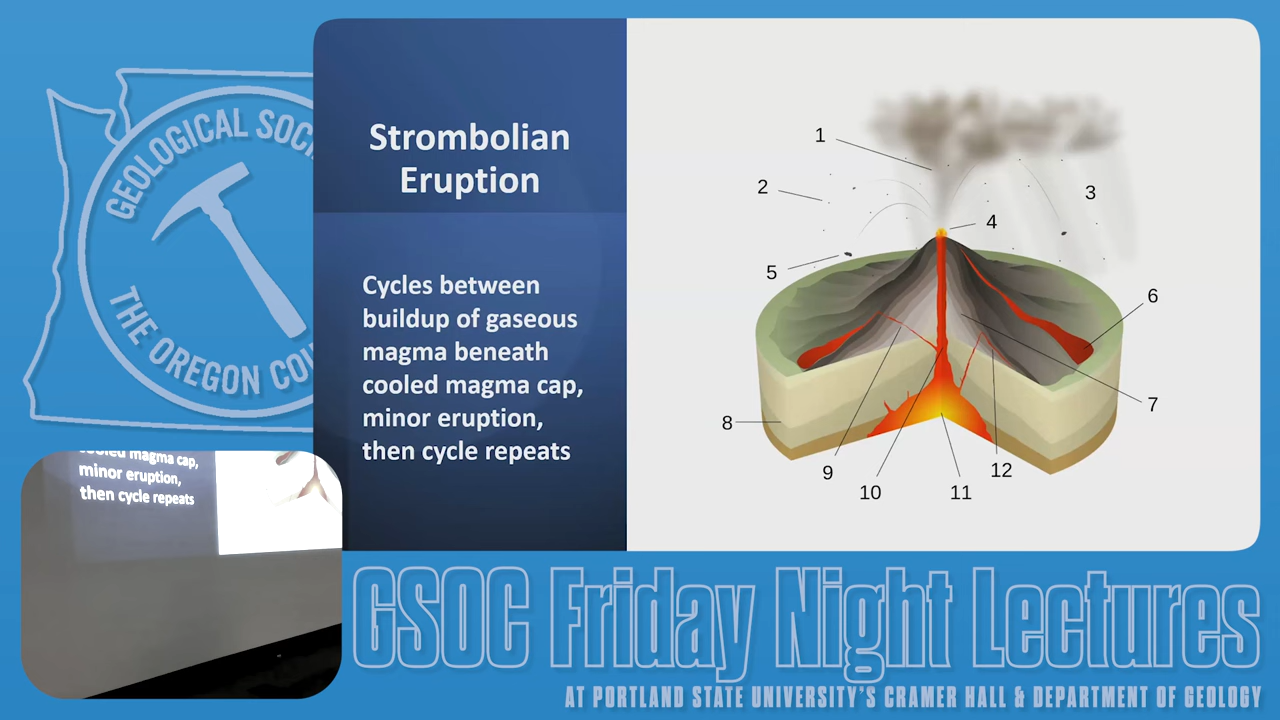 GEOLOGICAL SOCI
THE OREGON COU
Strombolian
Eruption
Cycles between
buildup of gaseous
magma beneath
cooled magma cap,
minor eruption,
then cycle repeats
1
2
3
4
5
6
7
8
9
10
11
12
cooled magma cap,
minor eruption,
then cycle repeats
GSOC Friday Night Lectures
AT PORTLAND STATE UNIVERSITY'S CRAMER HALL & DEPARTMENT OF GEOLOGY